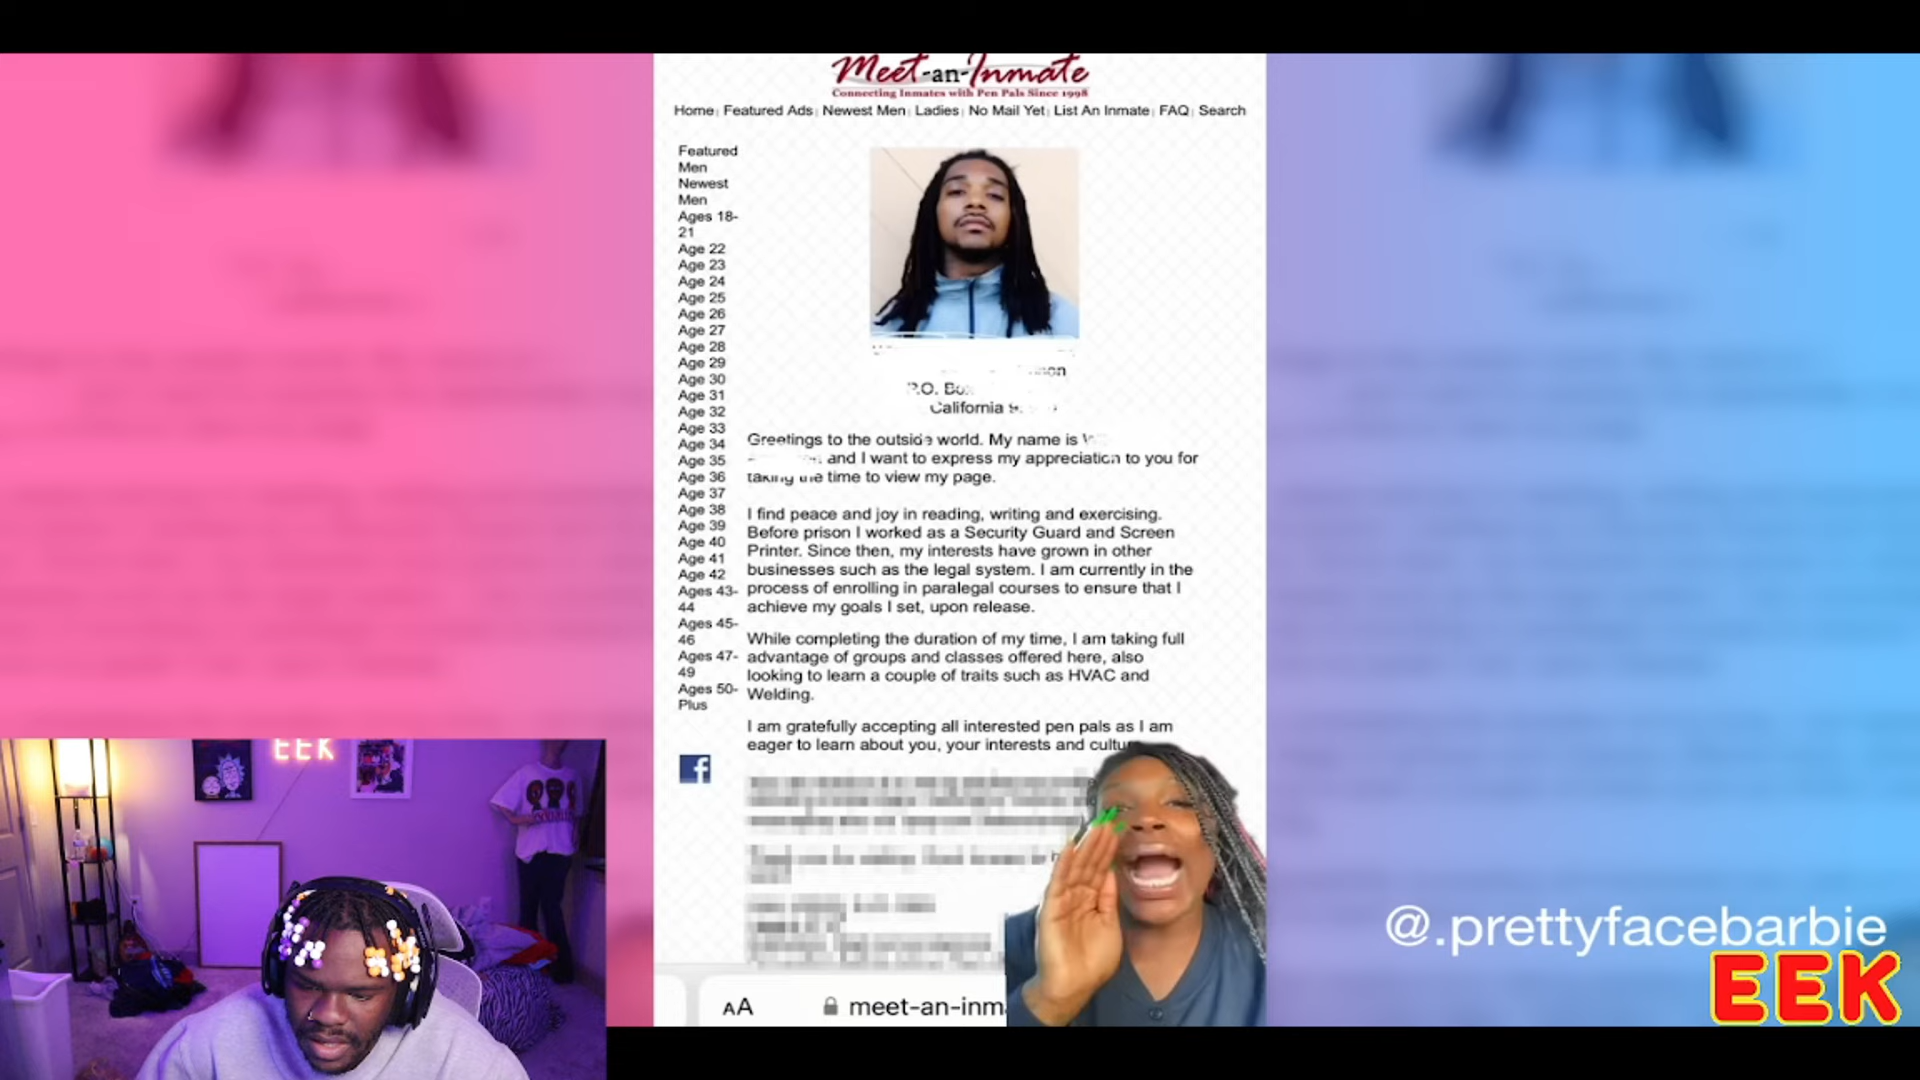 Meet-an-Inmate
Connecting Inmates with Pen Pals Since 1998
Home Featured Ads Newest Men Ladies No Mail Yet List An Inmate FAQ Search
Featured
Men
Newest
Men
Ages 18-
21
Age 22
Age 23
Age 24
Age 25
Age 26
Age 27
Age 28
Age 29
Age 30
Age 31
Age 32
Age 33
Age 34
Age 35
Age 36
Age 37
Age 38
Age 39
Age 40
Age 41
Age 42
Ages 43-
44
Ages 45-
46
Ages 47-
49
Ages 50-
Plus
P.O. Box
California
Greetings to the outside world. My name is
and I want to express my appreciation to you for
taking the time to view my page.
I find peace and joy in reading, writing and exercising.
Before prison I worked as a Security Guard and Screen
Printer. Since then, my interests have grown in other
businesses such as the legal system. I am currently in the
process of enrolling in paralegal courses to ensure that I
achieve my goals I set, upon release.
While completing the duration of my time, I am taking full
advantage of groups and classes offered here, also
looking to learn a couple of traits such as HVAC and
Welding.
I am gratefully accepting all interested pen pals as I am
eager to learn about you, your interests and cultu
f
AA meet-an-inm
EEK
@.prettyfacebarbie
EEK